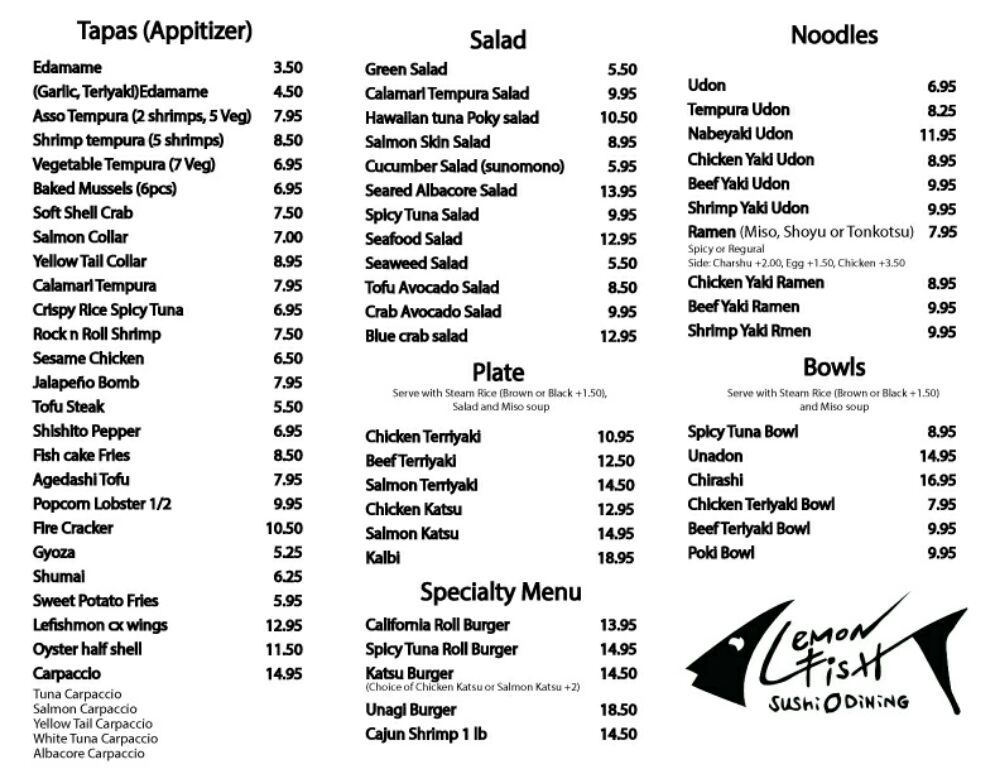 Tapas (Appitizer)
Edamame 3.50
(Garlic, Teriyaki)Edamame 4.50
Asso Tempura (2 shrimps, 5 Veg) 7.95
Shrimp tempura (5 shrimps) 8.50
Vegetable Tempura (7 Veg) 6.95
Baked Mussels (6pcs) 6.95
Soft Shell Crab 7.50
Salmon Collar 7.00
Yellow Tail Collar 8.95
Calamari Tempura 7.95
Crispy Rice Spicy Tuna 6.95
Rock n Roll Shrimp 7.50
Sesame Chicken 6.50
Jalapeño Bomb 7.95
Tofu Steak 5.50
Shishito Pepper 6.95
Fish cake Fries 8.50
Agedashi Tofu 7.95
Popcorn Lobster 1/2 9.95
Fire Cracker 10.50
Gyoza 5.25
Shumai 6.25
Sweet Potato Fries 5.95
Lefishmon cx wings 12.95
Oyster half shell 11.50
Carpaccio 14.95
Tuna Carpaccio
Salmon Carpaccio
Yellow Tail Carpaccio
White Tuna Carpaccio
Albacore Carpaccio
Salad
Green Salad 5.50
Calamari Tempura Salad 9.95
Hawaiian tuna Poky salad 10.50
Salmon Skin Salad 8.95
Cucumber Salad (sunomono) 5.95
Seared Albacore Salad 13.95
Spicy Tuna Salad 9.95
Seafood Salad 12.95
Seaweed Salad 5.50
Tofu Avocado Salad 8.50
Crab Avocado Salad 9.95
Blue crab salad 12.95
Plate
Serve with Steam Rice (Brown or Black +1.50),
Salad and Miso soup
Chicken Terriyaki 10.95
Beef Terriyaki 12.50
Salmon Terriyaki 14.50
Chicken Katsu 12.95
Salmon Katsu 14.95
Kalbi 18.95
Specialty Menu
California Roll Burger 13.95
Spicy Tuna Roll Burger 14.95
Katsu Burger 14.50
(Choice of Chicken Katsu or Salmon Katsu +2)
Unagi Burger 18.50
Cajun Shrimp 1 lb 14.50
Noodles
Udon 6.95
Tempura Udon 8.25
Nabeyaki Udon 11.95
Chicken Yaki Udon 8.95
Beef Yaki Udon 9.95
Shrimp Yaki Udon 9.95
Ramen (Miso, Shoyu or Tonkotsu) 7.95
Spicy or Regural
Side: Charshu +2.00, Egg +1.50, Chicken +3.50
Chicken Yaki Ramen 8.95
Beef Yaki Ramen 9.95
Shrimp Yaki Rmen 9.95
Bowls
Serve with Steam Rice (Brown or Black +1.50)
and Miso soup
Spicy Tuna Bowl 8.95
Unadon 14.95
Chirashi 16.95
Chicken Teriyaki Bowl 7.95
Beef Teriyaki Bowl 9.95
Poki Bowl 9.95
LEMON
FisH
SUSHi DiNiNG